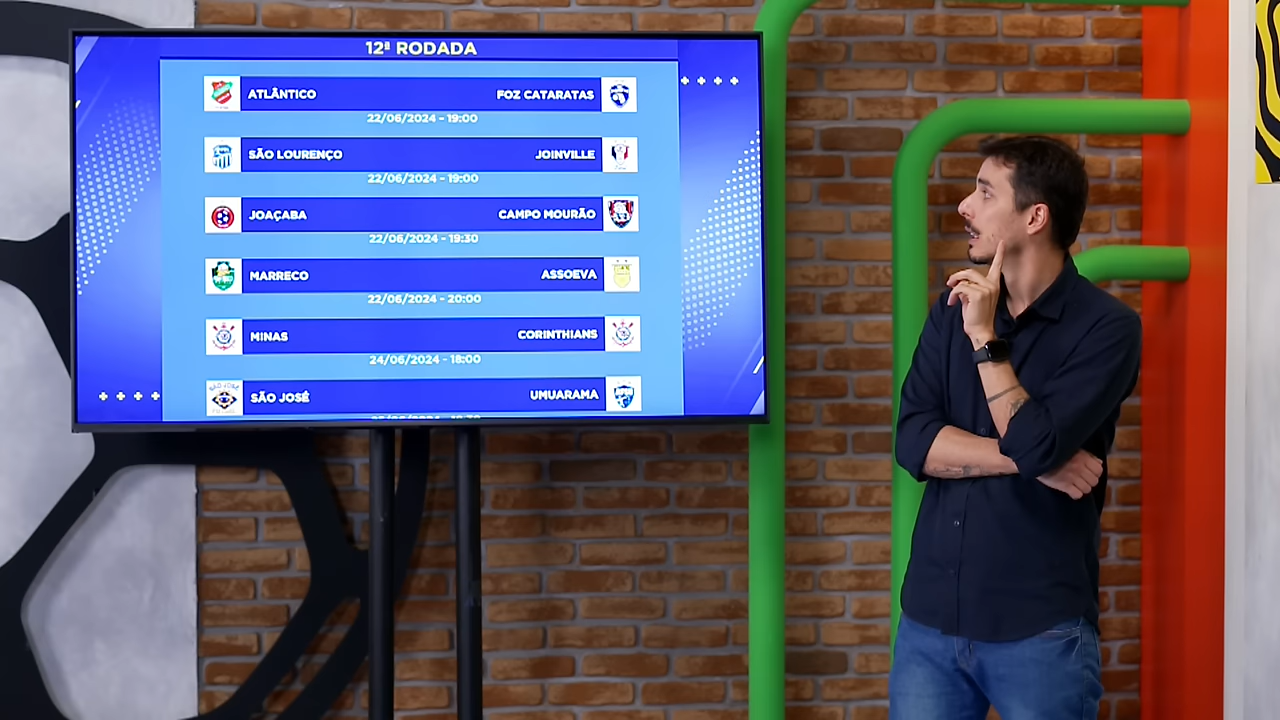 12ª RODADA
ATLÂNTICO FOZ CATARATAS
22/06/2024 - 19:00
SÃO LOURENÇO JOINVILLE
22/06/2024 - 19:00
JOAÇABA CAMPO MOURÃO
22/06/2024 - 19:30
MARRECO ASSOEVA
22/06/2024 - 20:00
MINAS CORINTHIANS
24/06/2024 - 18:00
SÃO JOSÉ UMUARAMA